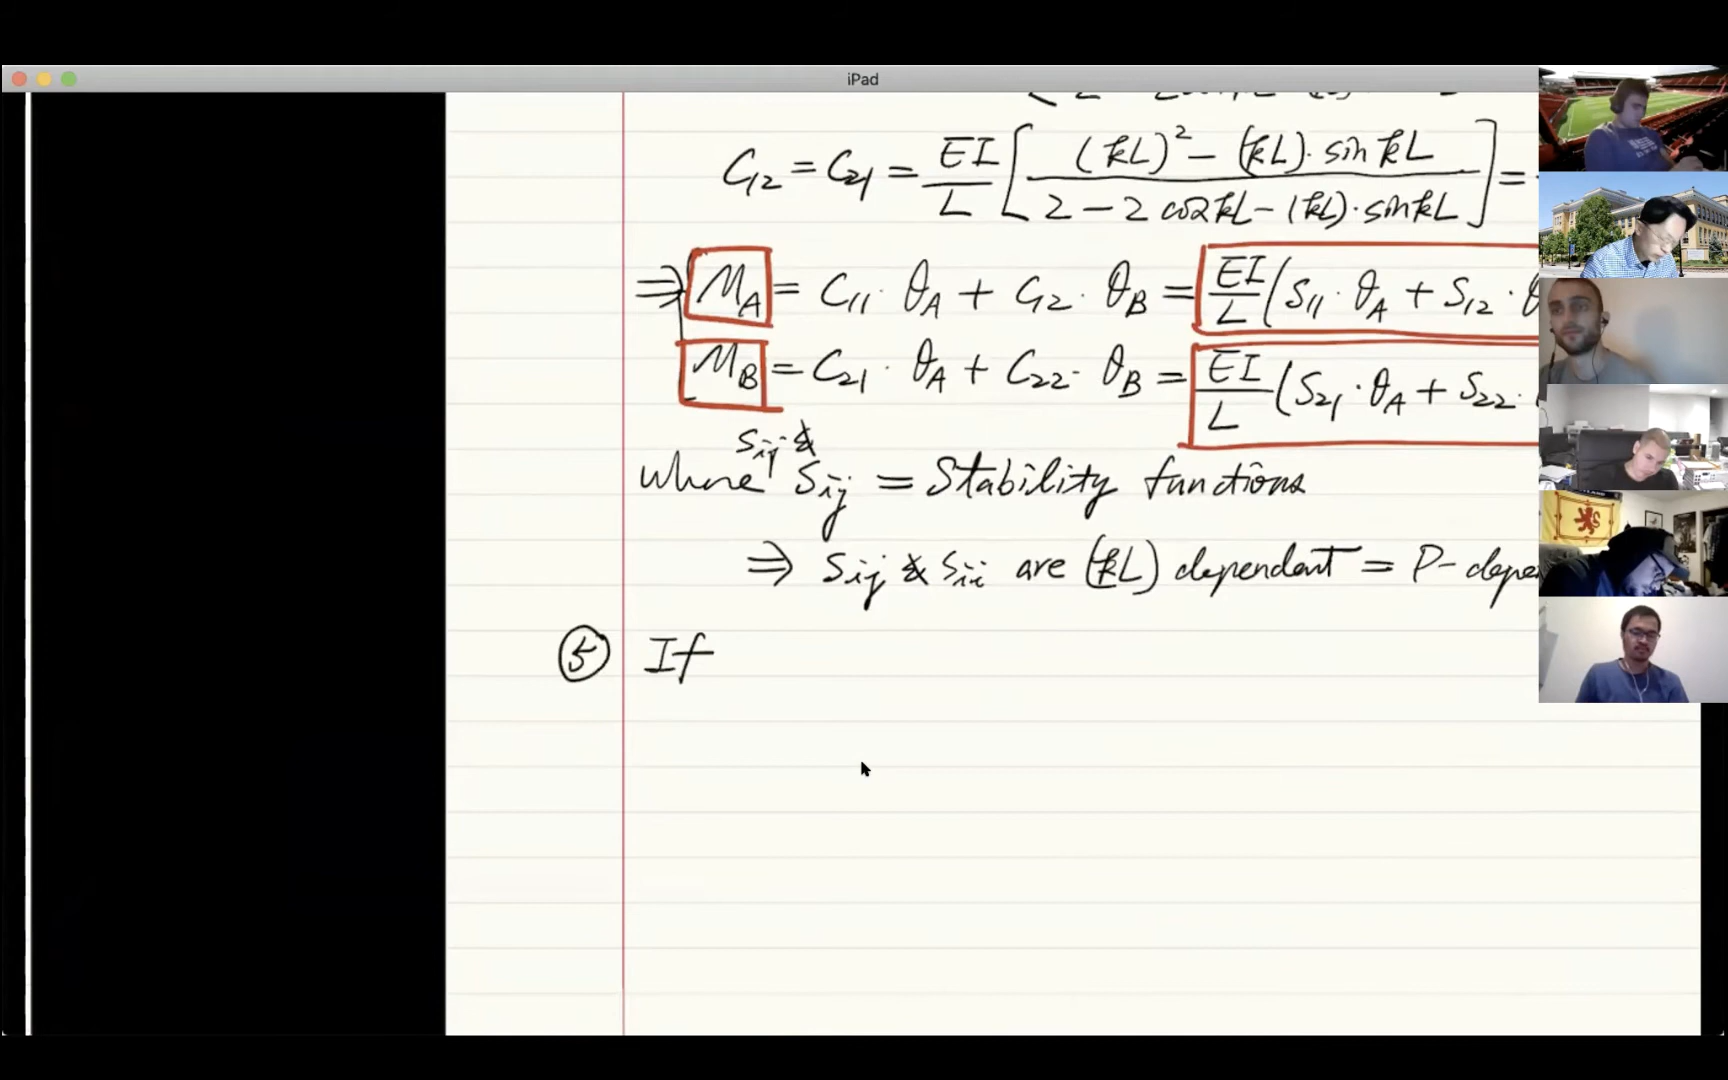 iPad
C12 = C21 = EI/L [ (kL)² − (kL)·sin kL / 2 − 2 cos kL − (kL)·sin kL ] =
⇒ MA = C11 · θA + C12 · θB = EI/L (S11 · θA + S12 ·
MB = C21 · θA + C22 · θB = EI/L (S21 · θA + S22 ·
Sij &
where Sij = Stability functions
⇒ Sij & Sii are (kL) dependent = P-depe
5 If